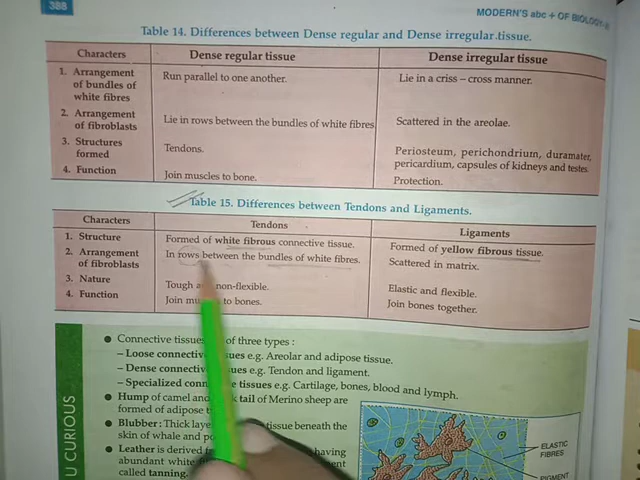 388
MODERN'S abc + OF BIOLOGY
Table 14. Differences between Dense regular and Dense irregular tissue.
Characters Dense regular tissue Dense irregular tissue
1. Arrangement of bundles of white fibres Run parallel to one another. Lie in a criss – cross manner.
2. Arrangement of fibroblasts Lie in rows between the bundles of white fibres Scattered in the areolae.
3. Structures formed Tendons. Periosteum, perichondrium, duramater, pericardium, capsules of kidneys and testes.
4. Function Join muscles to bone. Protection.
Table 15. Differences between Tendons and Ligaments.
Characters Tendons Ligaments
1. Structure Formed of white fibrous connective tissue. Formed of yellow fibrous tissue.
2. Arrangement of fibroblasts In rows between the bundles of white fibres. Scattered in matrix.
3. Nature Tough non-flexible. Elastic and flexible.
4. Function Join to bones. Join bones together.
U CURIOUS
● Connective of three types :
– Loose e.g. Areolar and adipose tissue.
– Dense e.g. Tendon and ligament.
– Specialized tissues e.g. Cartilage, bones, blood and lymph.
● Hump of camel and tail of Merino sheep are
formed of adipose
● Blubber: Thick tissue beneath the
skin of whale and
● Leather is derived having
abundant white
called tanning.
ELASTIC
FIBRES
PIGMENT